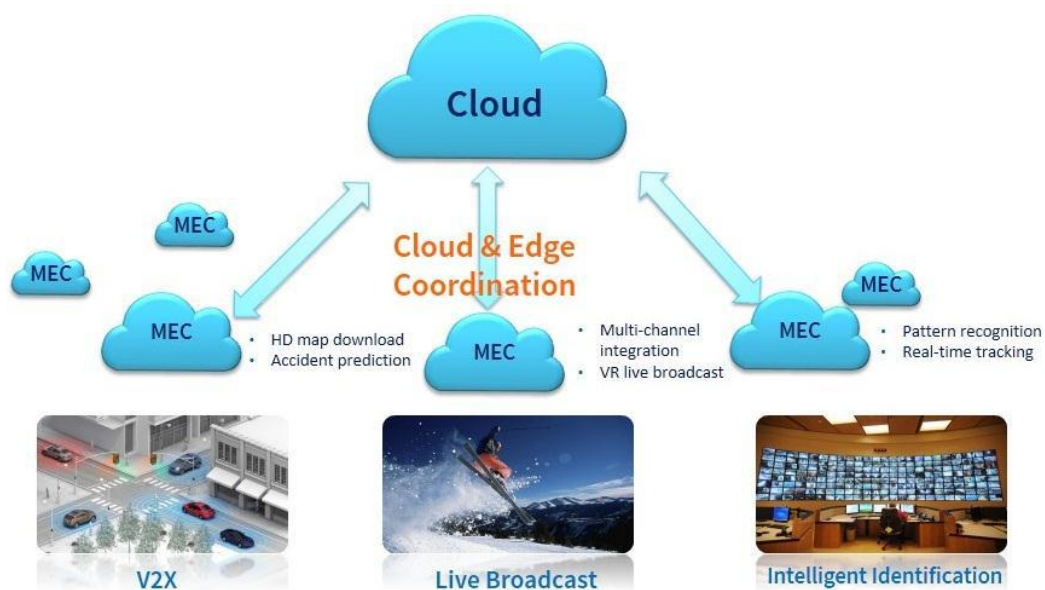 Cloud
MEC
MEC
Cloud & Edge
Coordination
MEC
MEC
• HD map download
• Accident prediction
MEC
• Multi-channel
integration
• VR live broadcast
MEC
• Pattern recognition
• Real-time tracking
V2X
Live Broadcast
Intelligent Identification